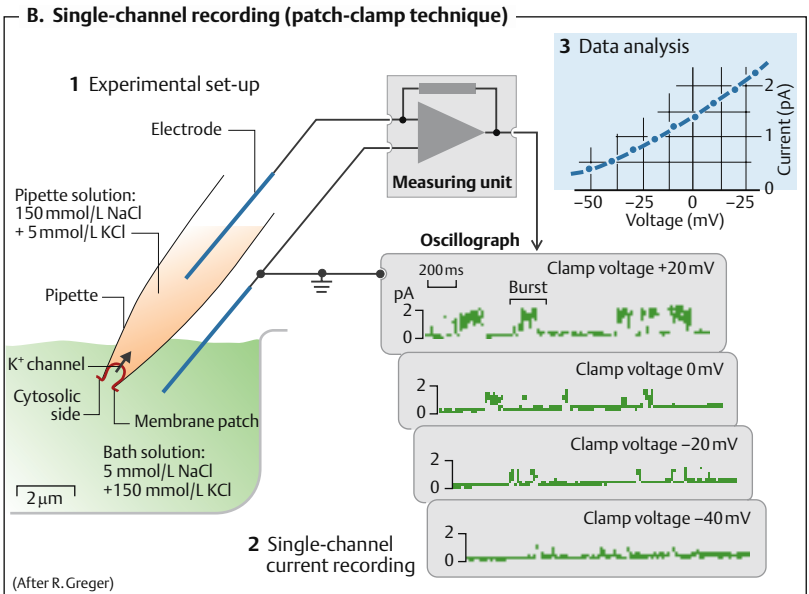 B. Single-channel recording (patch-clamp technique)
1 Experimental set-up
Electrode
Pipette solution:
150 mmol/L NaCl
+ 5 mmol/L KCl
Pipette
K⁺ channel
Cytosolic
side
Membrane patch
Bath solution:
5 mmol/L NaCl
+150 mmol/L KCl
2 µm
(After R. Greger)
Measuring unit
3 Data analysis
2
1
0
Current (pA)
−50
−25
0
−25
Voltage (mV)
Oscillograph
200 ms
Burst
Clamp voltage +20 mV
pA
2
0
Clamp voltage 0 mV
2
0
Clamp voltage −20 mV
2
0
Clamp voltage −40 mV
2
0
2 Single-channel
current recording